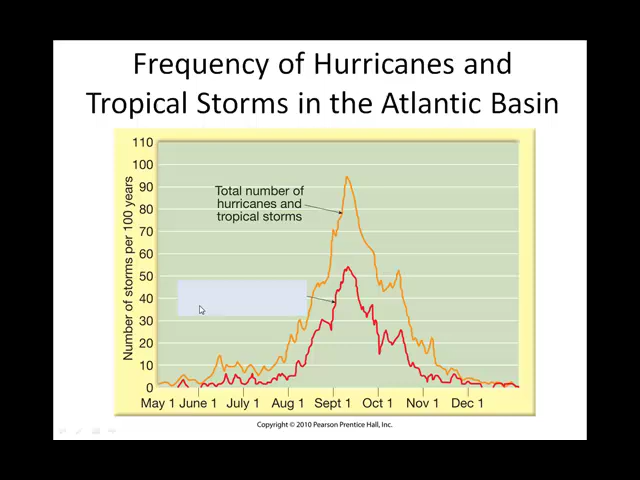 Frequency of Hurricanes and
Tropical Storms in the Atlantic Basin
Number of storms per 100 years
110
100
90
80
70
60
50
40
30
20
10
0
Total number of
hurricanes and
tropical storms
May 1 June 1 July 1 Aug 1 Sept 1 Oct 1 Nov 1 Dec 1
Copyright © 2010 Pearson Prentice Hall, Inc.